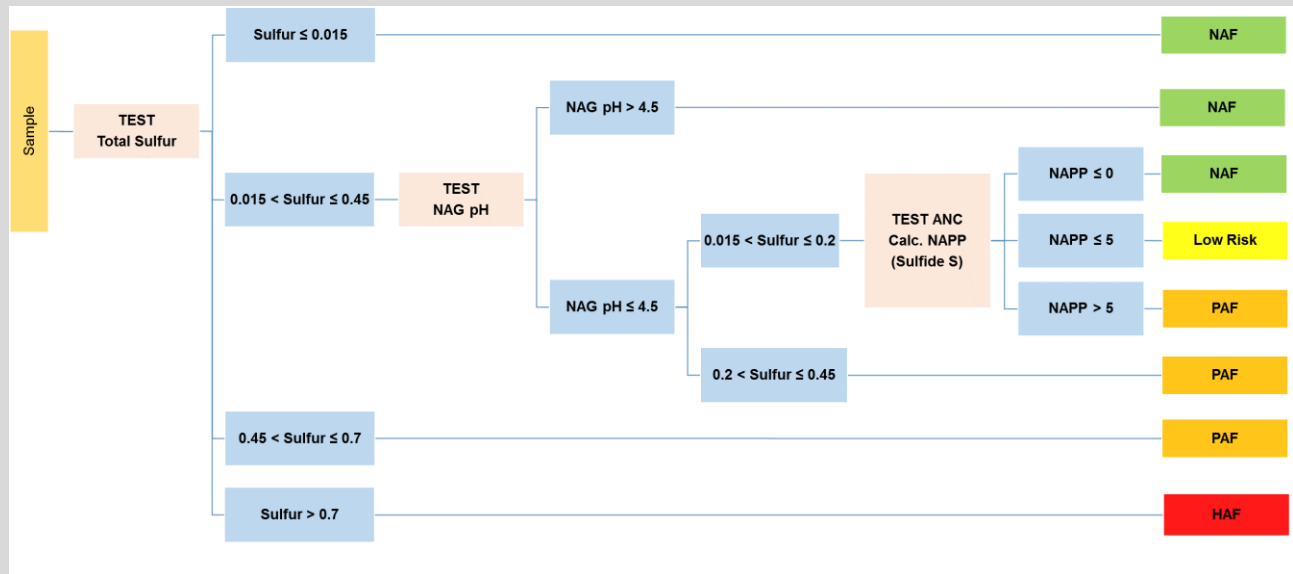 Sample
TEST
Total Sulfur
Sulfur ≤ 0.015
NAF
NAG pH > 4.5
NAF
0.015 < Sulfur ≤ 0.45
TEST
NAG pH
NAPP ≤ 0
NAF
0.015 < Sulfur ≤ 0.2
TEST ANC
Calc. NAPP
(Sulfide S)
NAPP ≤ 5
Low Risk
NAG pH ≤ 4.5
NAPP > 5
PAF
0.2 < Sulfur ≤ 0.45
PAF
0.45 < Sulfur ≤ 0.7
PAF
Sulfur > 0.7
HAF